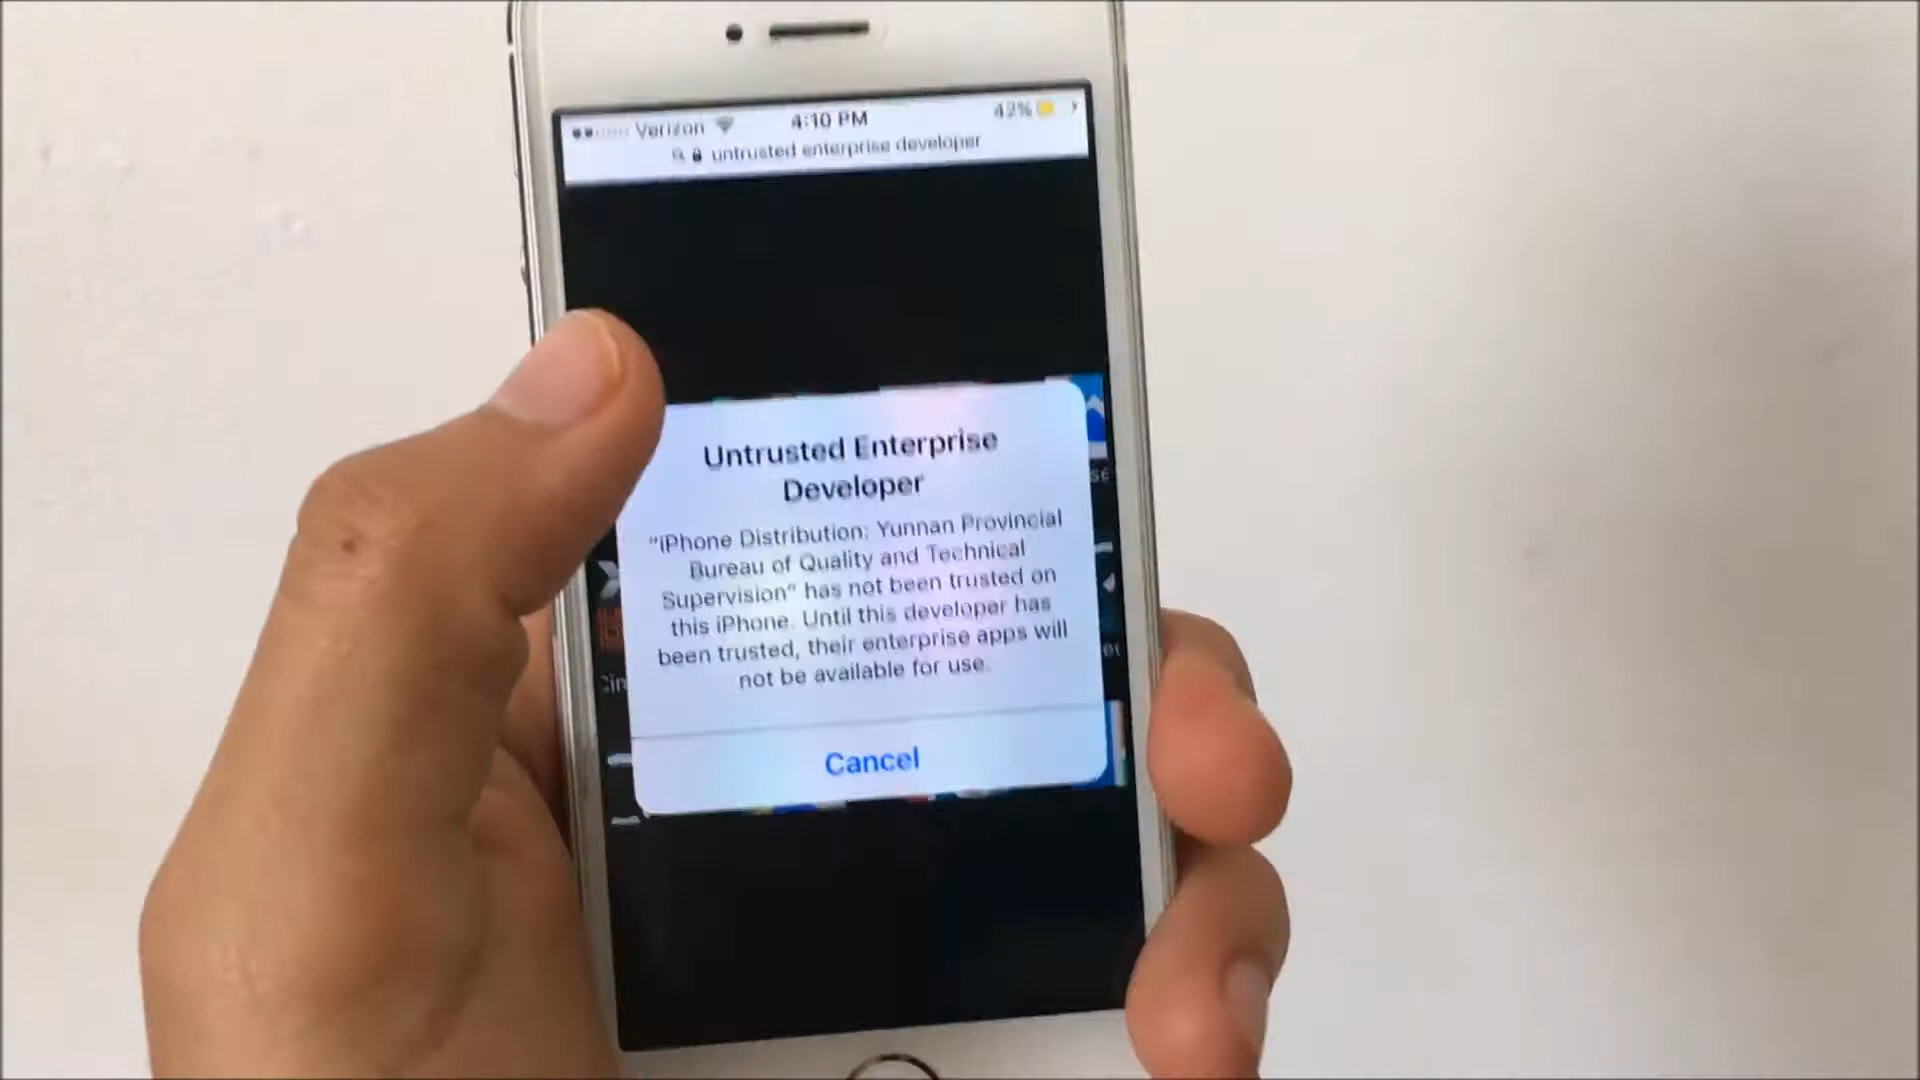 Verizon 4:10 PM 42%
untrusted enterprise developer
Untrusted Enterprise
Developer
"iPhone Distribution: Yunnan Provincial
Bureau of Quality and Technical
Supervision" has not been trusted on
this iPhone. Until this developer has
been trusted, their enterprise apps will
not be available for use.
Cancel